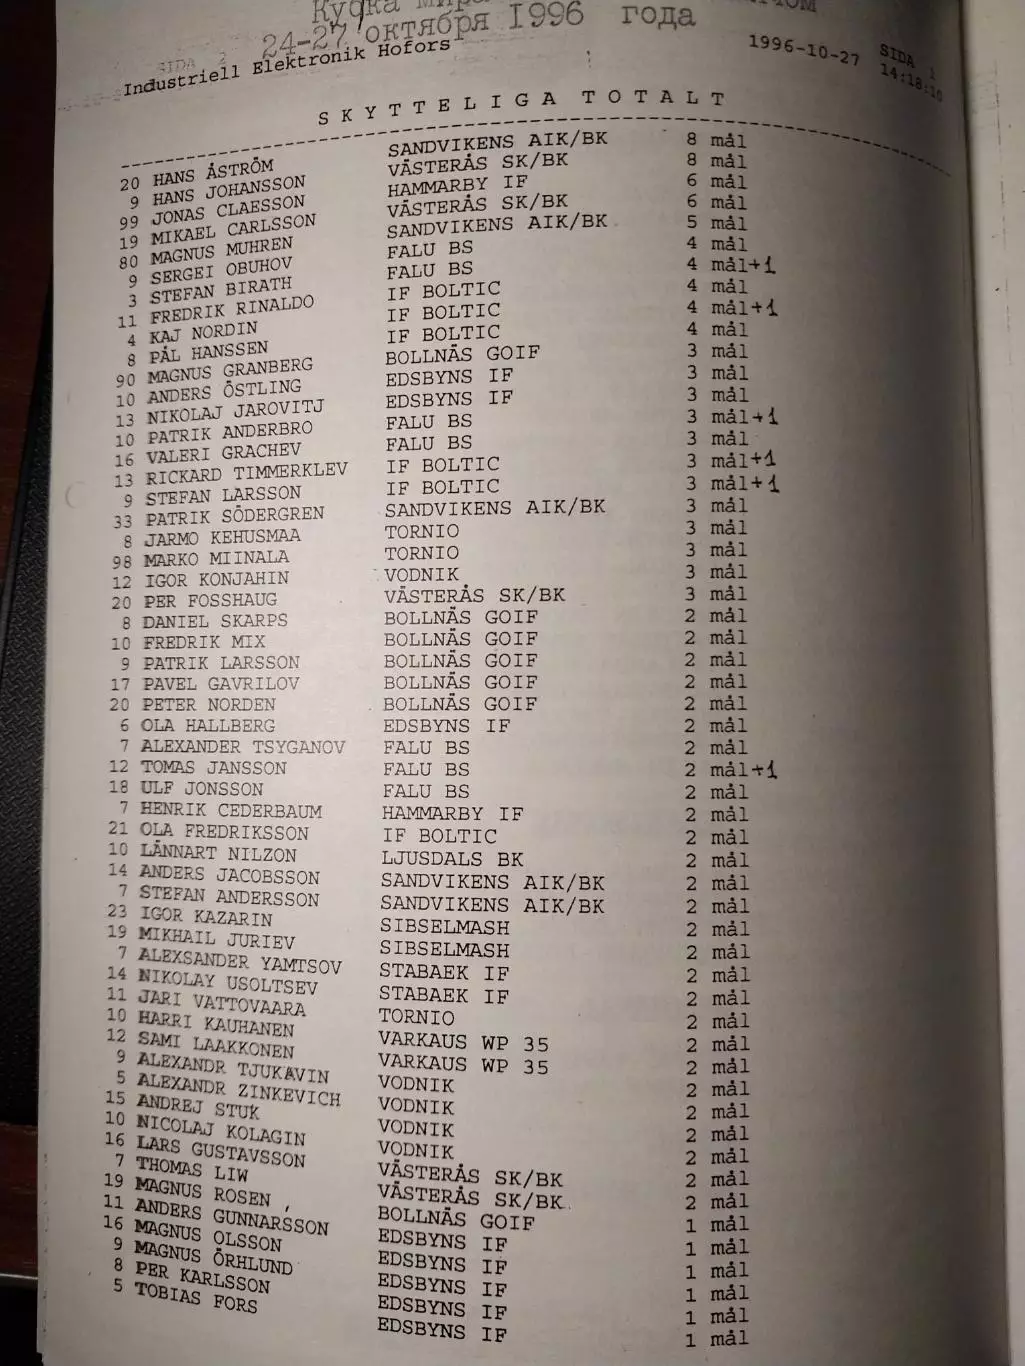 Кубка мира
24-27 октября 1996 года
SIDA 2
Industriell Elektronik Hofors 1996-10-27 SIDA 1
14:18:10
SKYTTELIGA TOTALT
20 HANS ÅSTRÖM SANDVIKENS AIK/BK 8 mål
9 HANS JOHANSSON VÄSTERÅS SK/BK 8 mål
99 JONAS CLAESSON HAMMARBY IF 6 mål
19 MIKAEL CARLSSON VÄSTERÅS SK/BK 6 mål
80 MAGNUS MUHREN SANDVIKENS AIK/BK 5 mål
9 SERGEI OBUHOV FALU BS 4 mål
3 STEFAN BIRATH FALU BS 4 mål+1
11 FREDRIK RINALDO IF BOLTIC 4 mål
4 KAJ NORDIN IF BOLTIC 4 mål+1
8 PÅL HANSSEN IF BOLTIC 4 mål
90 MAGNUS GRANBERG BOLLNÄS GOIF 3 mål
10 ANDERS ÖSTLING EDSBYNS IF 3 mål
13 NIKOLAJ JAROVITJ EDSBYNS IF 3 mål
10 PATRIK ANDERBRO FALU BS 3 mål+1
16 VALERI GRACHEV FALU BS 3 mål
13 RICKARD TIMMERKLEV IF BOLTIC 3 mål+1
9 STEFAN LARSSON IF BOLTIC 3 mål+1
33 PATRIK SÖDERGREN SANDVIKENS AIK/BK 3 mål
8 JARMO KEHUSMAA TORNIO 3 mål
98 MARKO MIINALA TORNIO 3 mål
12 IGOR KONJAHIN VODNIK 3 mål
20 PER FOSSHAUG VÄSTERÅS SK/BK 3 mål
8 DANIEL SKARPS BOLLNÄS GOIF 2 mål
10 FREDRIK MIX BOLLNÄS GOIF 2 mål
9 PATRIK LARSSON BOLLNÄS GOIF 2 mål
17 PAVEL GAVRILOV BOLLNÄS GOIF 2 mål
20 PETER NORDEN BOLLNÄS GOIF 2 mål
6 OLA HALLBERG EDSBYNS IF 2 mål
7 ALEXANDER TSYGANOV FALU BS 2 mål
12 TOMAS JANSSON FALU BS 2 mål+1
18 ULF JONSSON FALU BS 2 mål
7 HENRIK CEDERBAUM HAMMARBY IF 2 mål
21 OLA FREDRIKSSON IF BOLTIC 2 mål
10 LÄNNART NILZON LJUSDALS BK 2 mål
14 ANDERS JACOBSSON SANDVIKENS AIK/BK 2 mål
7 STEFAN ANDERSSON SANDVIKENS AIK/BK 2 mål
23 IGOR KAZARIN SIBSELMASH 2 mål
19 MIKHAIL JURIEV SIBSELMASH 2 mål
7 ALEXSANDER YAMTSOV STABAEK IF 2 mål
14 NIKOLAY USOLTSEV STABAEK IF 2 mål
11 JARI VATTOVAARA TORNIO 2 mål
10 HARRI KAUHANEN VARKAUS WP 35 2 mål
12 SAMI LAAKKONEN VARKAUS WP 35 2 mål
9 ALEXANDR TJUKAVIN VODNIK 2 mål
5 ALEXANDR ZINKEVICH VODNIK 2 mål
15 ANDREJ STUK VODNIK 2 mål
10 NICOLAJ KOLAGIN VODNIK 2 mål
16 LARS GUSTAVSSON VÄSTERÅS SK/BK 2 mål
7 THOMAS LIW VÄSTERÅS SK/BK 2 mål
19 MAGNUS ROSEN BOLLNÄS GOIF 1 mål
11 ANDERS GUNNARSSON EDSBYNS IF 1 mål
16 MAGNUS OLSSON EDSBYNS IF 1 mål
9 MAGNUS ÖRHLUND EDSBYNS IF 1 mål
8 PER KARLSSON EDSBYNS IF 1 mål
5 TOBIAS FORS EDSBYNS IF 1 mål